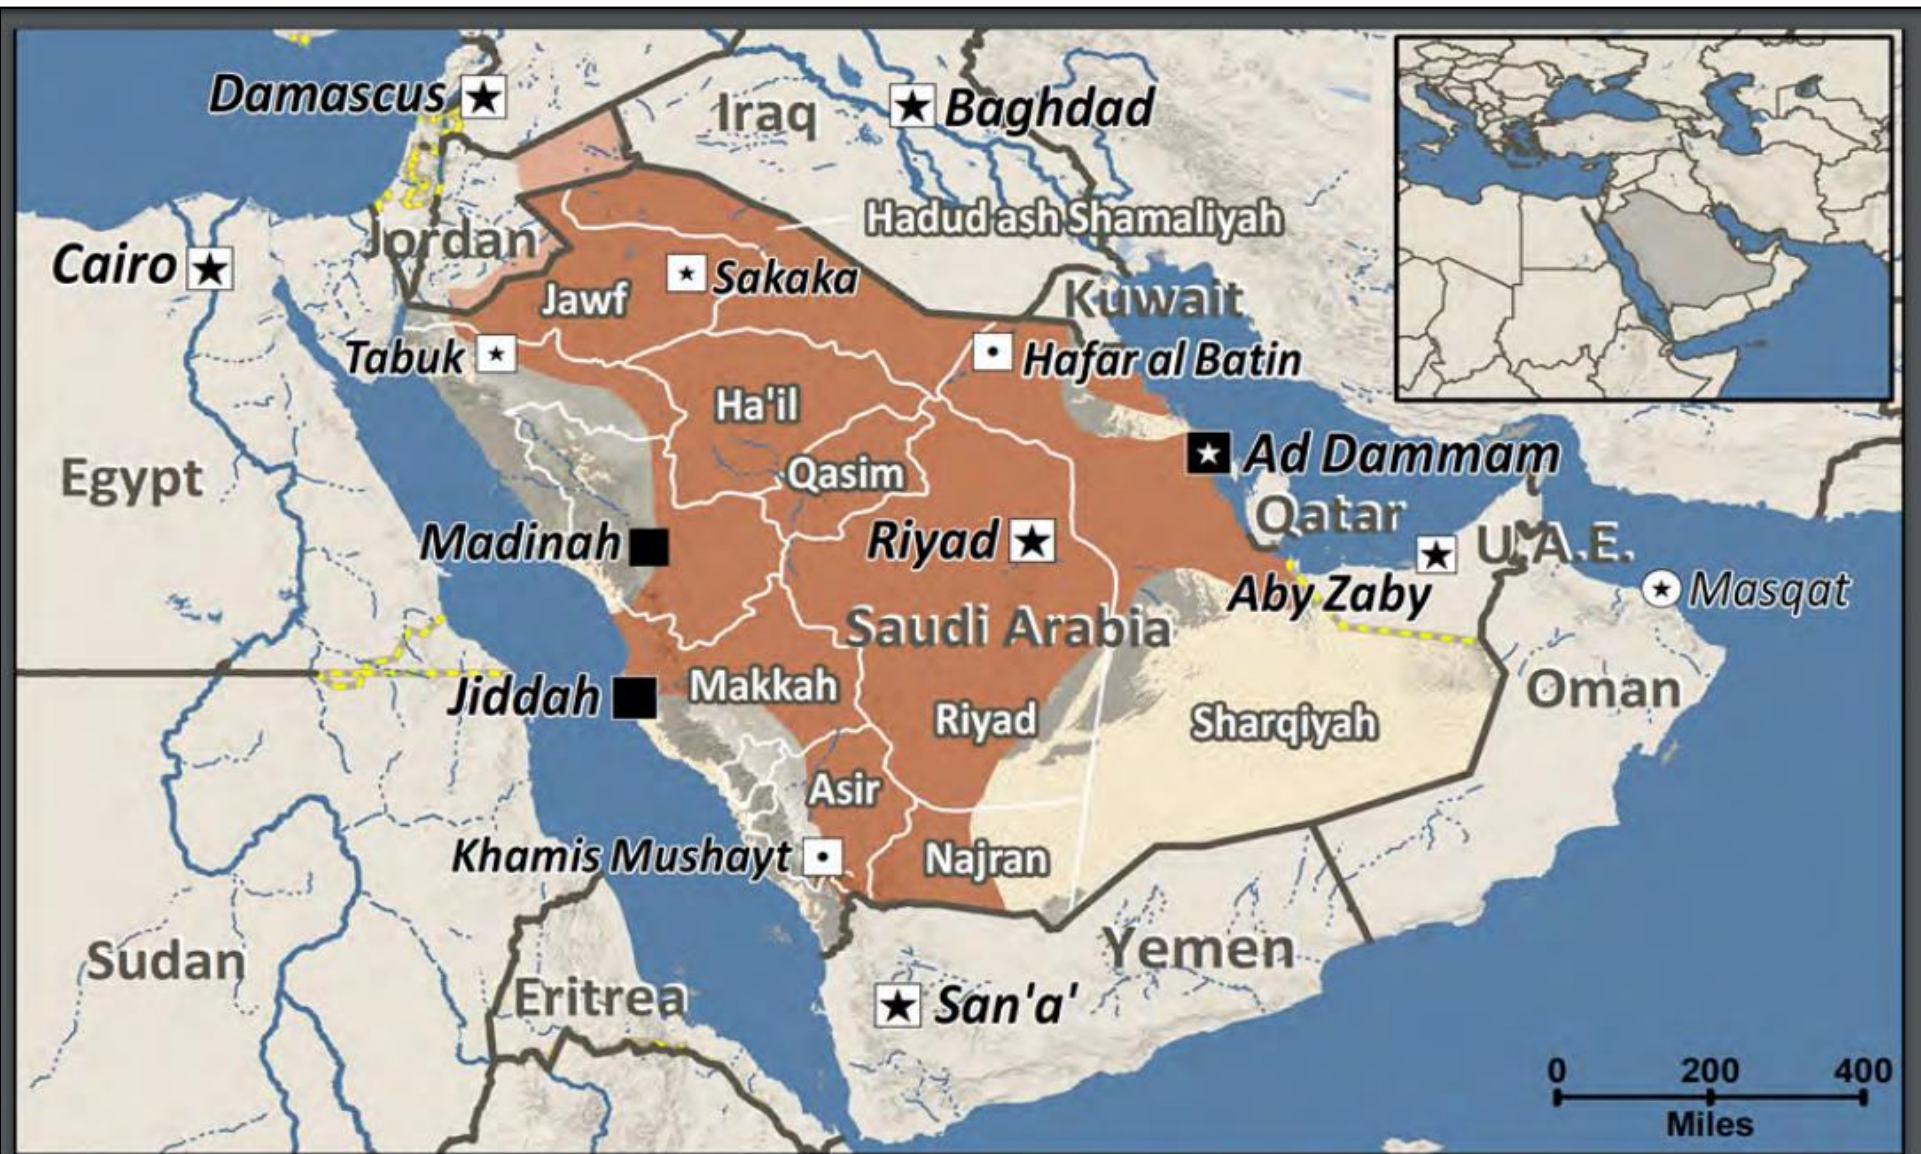 Damascus
Iraq
Baghdad
Hadud ash Shamaliyah
Jordan
Cairo
Sakaka
Jawf
Kuwait
Tabuk
Hafar al Batin
Ha'il
Egypt
Qasim
Ad Dammam
Qatar
Madinah
Riyad
U.A.E.
Aby Zaby
Masqat
Saudi Arabia
Jiddah
Makkah
Riyad
Sharqiyah
Oman
Asir
Khamis Mushayt
Najran
Sudan
Yemen
Eritrea
San'a'
0 200 400
Miles